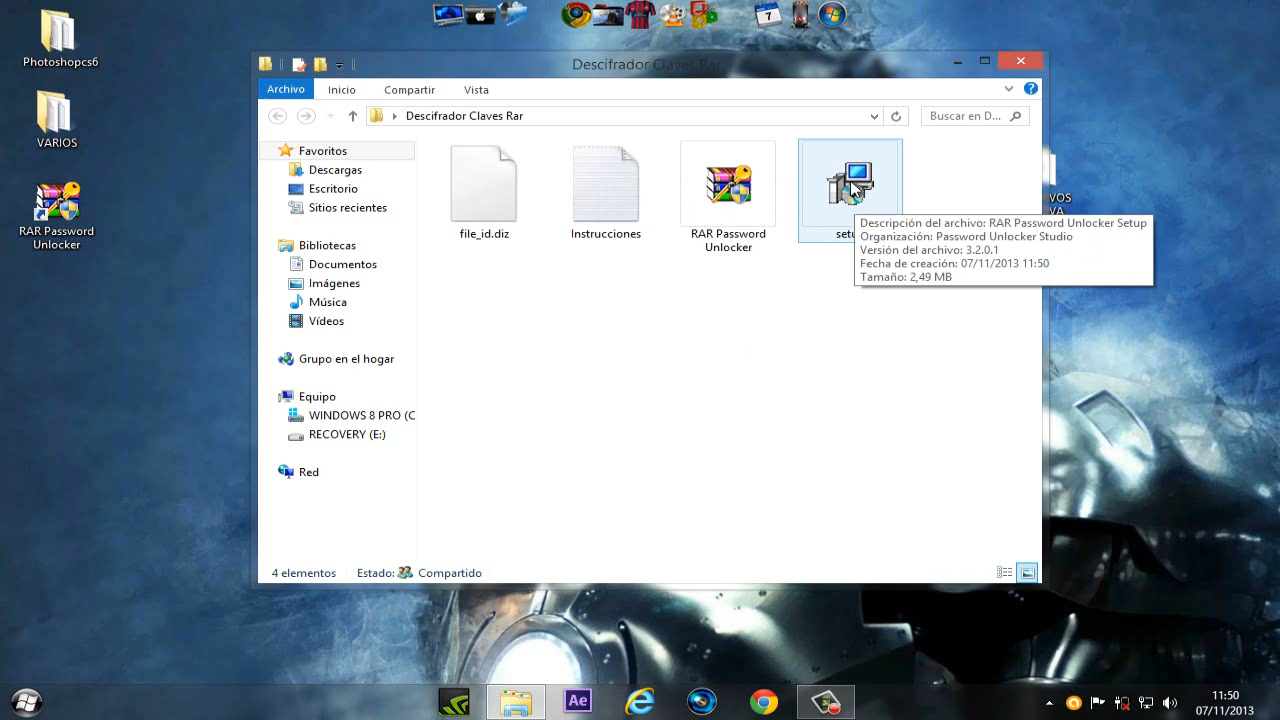 Photoshopcs6
VARIOS
RAR Password
Unlocker
7
Descifrador Claves Rar
Archivo
Inicio
Compartir
Vista
Descifrador Claves Rar
Buscar en D...
Favoritos
Descargas
Escritorio
Sitios recientes
Bibliotecas
Documentos
Imágenes
Música
Vídeos
Grupo en el hogar
Equipo
WINDOWS 8 PRO (C
RECOVERY (E:)
Red
file_id.diz
Instrucciones
RAR Password
Unlocker
setu
VOS
VA
Descripción del archivo: RAR Password Unlocker Setup
Organización: Password Unlocker Studio
Versión del archivo: 3.2.0.1
Fecha de creación: 07/11/2013 11:50
Tamaño: 2,49 MB
4 elementos
Estado:
Compartido
Ae
11:50
07/11/2013